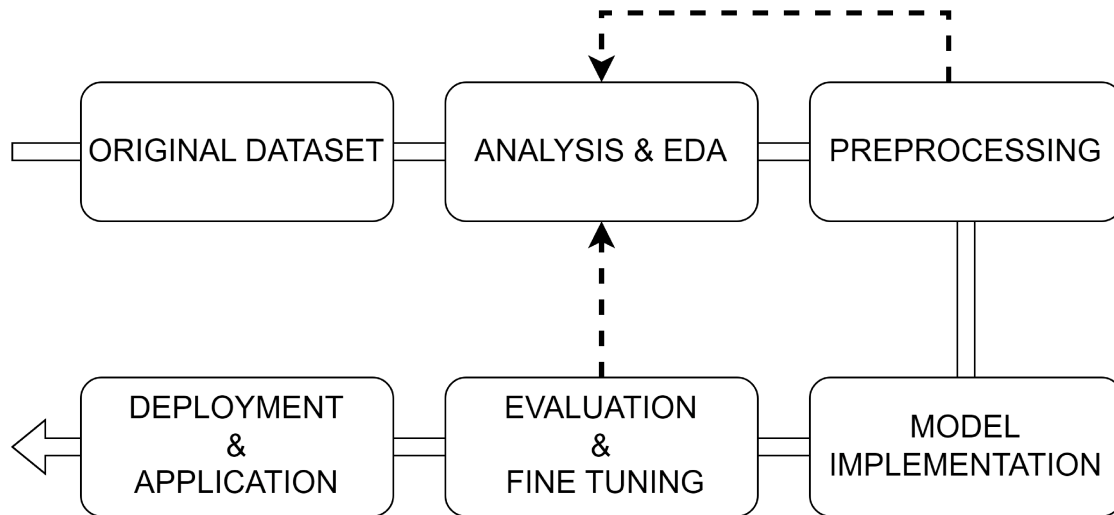 ORIGINAL DATASET
ANALYSIS & EDA
PREPROCESSING
DEPLOYMENT
&
APPLICATION
EVALUATION
&
FINE TUNING
MODEL
IMPLEMENTATION